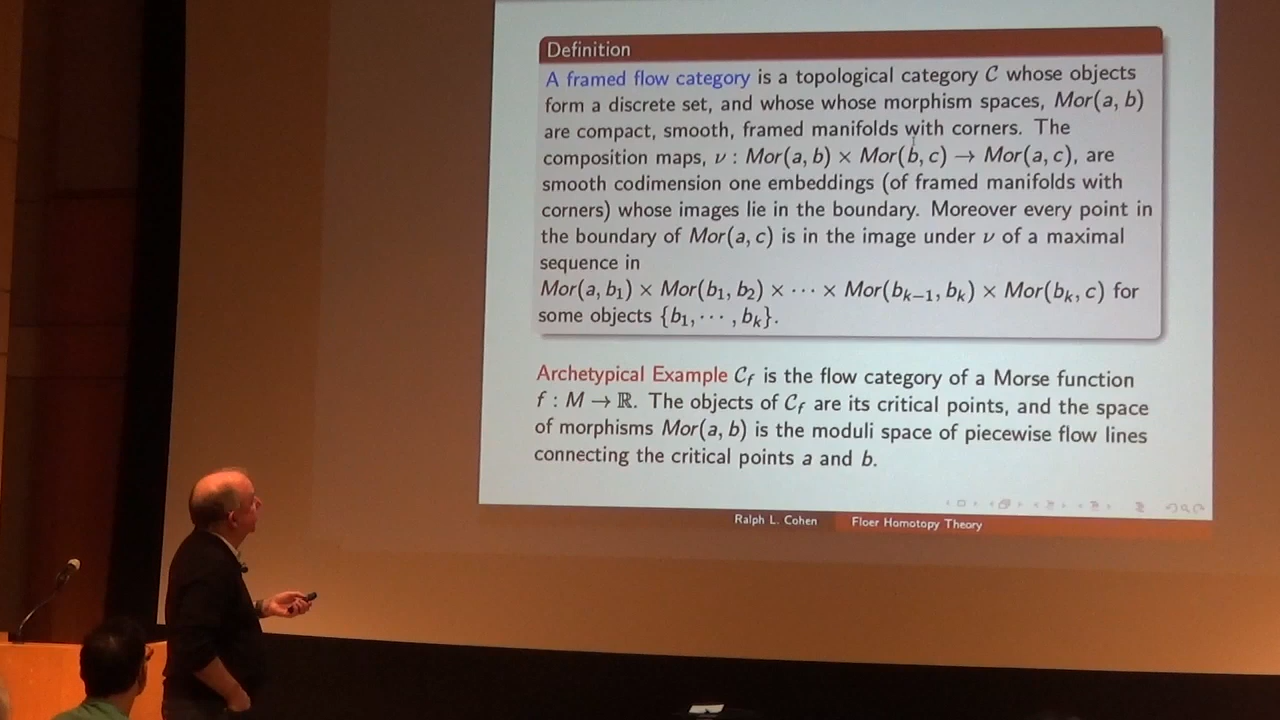 Definition
A framed flow category is a topological category C whose objects
form a discrete set, and whose whose morphism spaces, Mor(a, b)
are compact, smooth, framed manifolds with corners. The
composition maps, ν : Mor(a, b) × Mor(b, c) → Mor(a, c), are
smooth codimension one embeddings (of framed manifolds with
corners) whose images lie in the boundary. Moreover every point in
the boundary of Mor(a, c) is in the image under ν of a maximal
sequence in
Mor(a, b₁) × Mor(b₁, b₂) × ⋯ × Mor(bₖ₋₁, bₖ) × Mor(bₖ, c) for
some objects {b₁, ⋯ , bₖ}.
Archetypical Example C_f is the flow category of a Morse function
f : M → ℝ. The objects of C_f are its critical points, and the space
of morphisms Mor(a, b) is the moduli space of piecewise flow lines
connecting the critical points a and b.
Ralph L. Cohen Floer Homotopy Theory